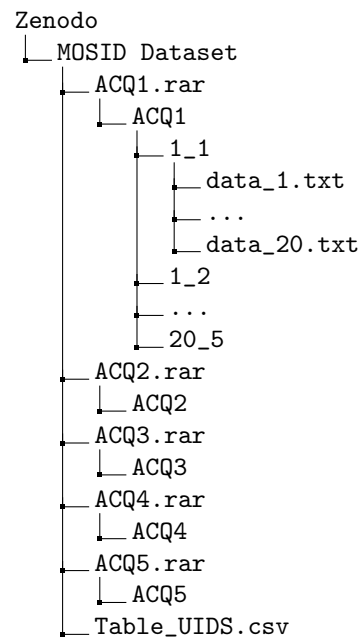 Zenodo
MOSID Dataset
ACQ1.rar
ACQ1
1_1
data_1.txt
...
data_20.txt
1_2
...
20_5
ACQ2.rar
ACQ2
ACQ3.rar
ACQ3
ACQ4.rar
ACQ4
ACQ5.rar
ACQ5
Table_UIDS.csv